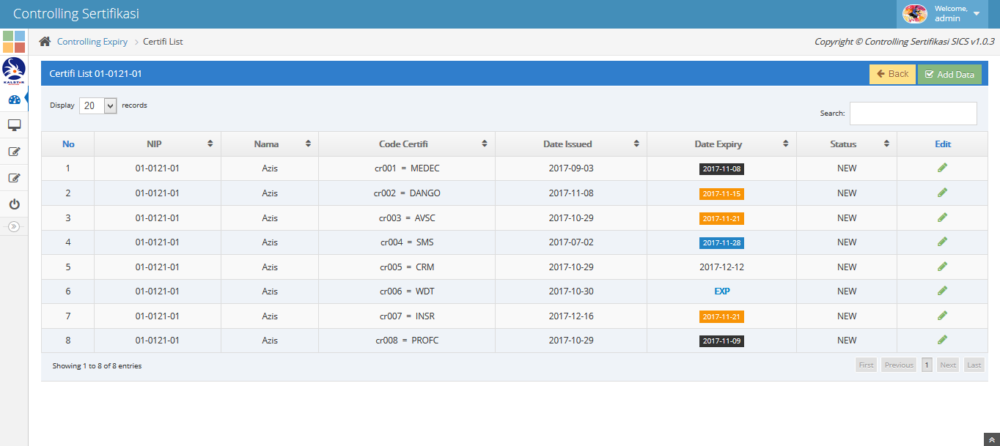 Controlling Sertifikasi
Welcome,
admin
Controlling Expiry > Certifi List
Copyright © Controlling Sertifikasi SICS v1.0.3
KALSTAR
Certifi List 01-0121-01
Back Add Data
Display 20 records
Search:
No NIP Nama Code Certifi Date Issued Date Expiry Status Edit
1 01-0121-01 Azis cr001 = MEDEC 2017-09-03 2017-11-08 NEW
2 01-0121-01 Azis cr002 = DANGO 2017-11-08 2017-11-15 NEW
3 01-0121-01 Azis cr003 = AVSC 2017-10-29 2017-11-21 NEW
4 01-0121-01 Azis cr004 = SMS 2017-07-02 2017-11-28 NEW
5 01-0121-01 Azis cr005 = CRM 2017-10-29 2017-12-12 NEW
6 01-0121-01 Azis cr006 = WDT 2017-10-30 EXP NEW
7 01-0121-01 Azis cr007 = INSR 2017-12-16 2017-11-21 NEW
8 01-0121-01 Azis cr008 = PROFC 2017-10-29 2017-11-09 NEW
Showing 1 to 8 of 8 entries
First Previous 1 Next Last